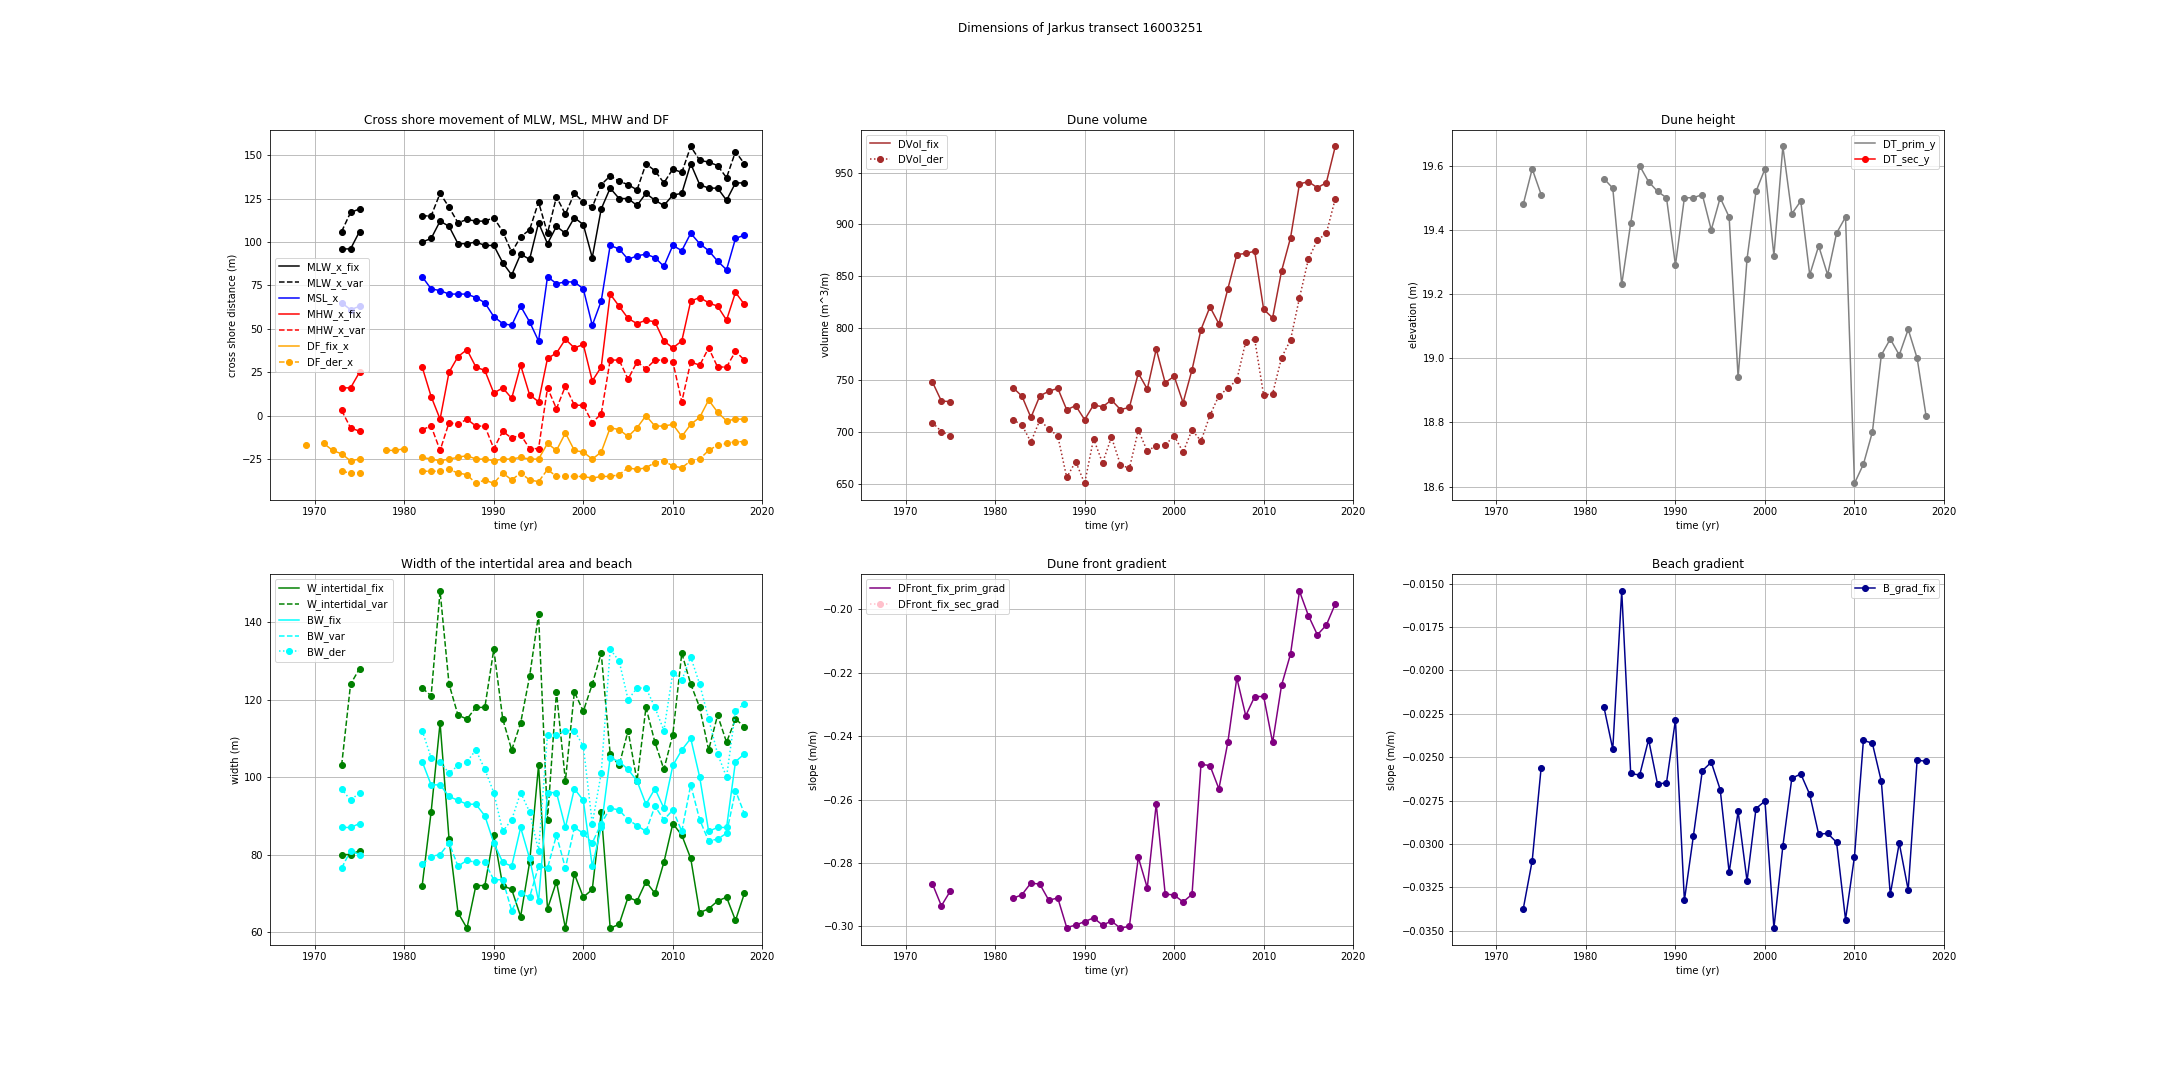 Dimensions of Jarkus transect 16003251
Cross shore movement of MLW, MSL, MHW and DF
150
125
100
75
50
25
0
−25
cross shore distance (m)
MLW_x_fix
MLW_x_var
MSL_x
MHW_x_fix
MHW_x_var
DF_fix_x
DF_der_x
1970 1980 1990 2000 2010 2020
time (yr)
Dune volume
DVol_fix
DVol_der
950
900
850
800
750
700
650
volume (m^3/m)
1970 1980 1990 2000 2010 2020
time (yr)
Dune height
DT_prim_y
DT_sec_y
19.6
19.4
19.2
19.0
18.8
18.6
elevation (m)
1970 1980 1990 2000 2010 2020
time (yr)
Width of the intertidal area and beach
W_intertidal_fix
W_intertidal_var
BW_fix
BW_var
BW_der
140
120
100
80
60
width (m)
1970 1980 1990 2000 2010 2020
time (yr)
Dune front gradient
DFront_fix_prim_grad
DFront_fix_sec_grad
−0.20
−0.22
−0.24
−0.26
−0.28
−0.30
slope (m/m)
1970 1980 1990 2000 2010 2020
time (yr)
Beach gradient
B_grad_fix
−0.0150
−0.0175
−0.0200
−0.0225
−0.0250
−0.0275
−0.0300
−0.0325
−0.0350
slope (m/m)
1970 1980 1990 2000 2010 2020
time (yr)